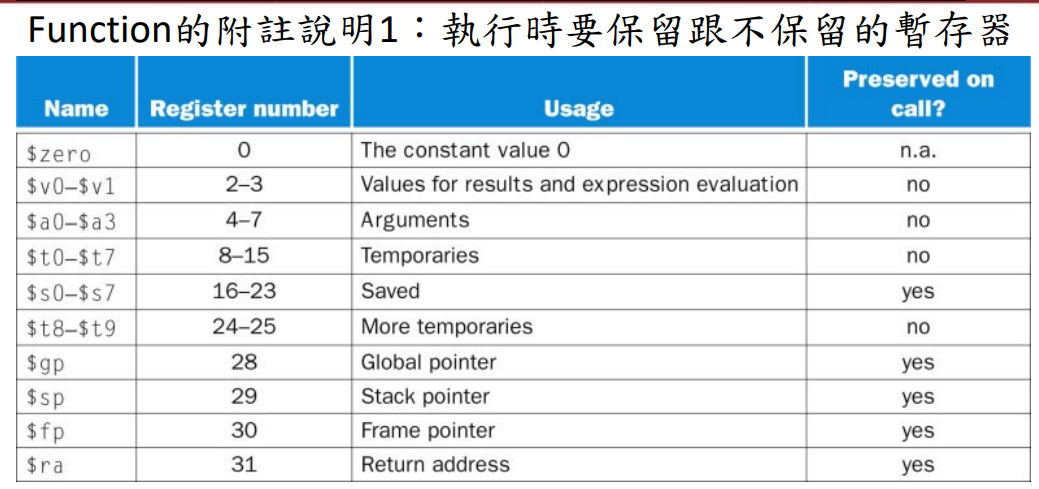 Function的附註說明1：執行時要保留跟不保留的暫存器
Name Register number Usage Preserved on call?
$zero 0 The constant value 0 n.a.
$v0–$v1 2–3 Values for results and expression evaluation no
$a0–$a3 4–7 Arguments no
$t0–$t7 8–15 Temporaries no
$s0–$s7 16–23 Saved yes
$t8–$t9 24–25 More temporaries no
$gp 28 Global pointer yes
$sp 29 Stack pointer yes
$fp 30 Frame pointer yes
$ra 31 Return address yes